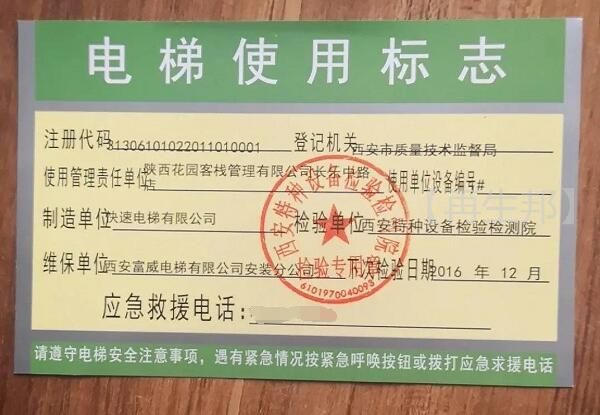 电梯使用标志
注册代码 31306101022011010001 登记机关 西安市质量技术监督局
使用管理责任单位 陕西花园客栈管理有限公司长乐中路店 使用单位设备编号 #
制造单位 快速电梯有限公司 检验单位 西安特种设备检验检测院
维保单位 西安富威电梯有限公司安装分公司 下次检验日期 2016 年 12 月
应急救援电话:
请遵守电梯安全注意事项，遇有紧急情况按紧急呼唤按钮或拨打应急求援电话
西安特种设备检验检测院
检验专用章
6101970040093
【再生邦】